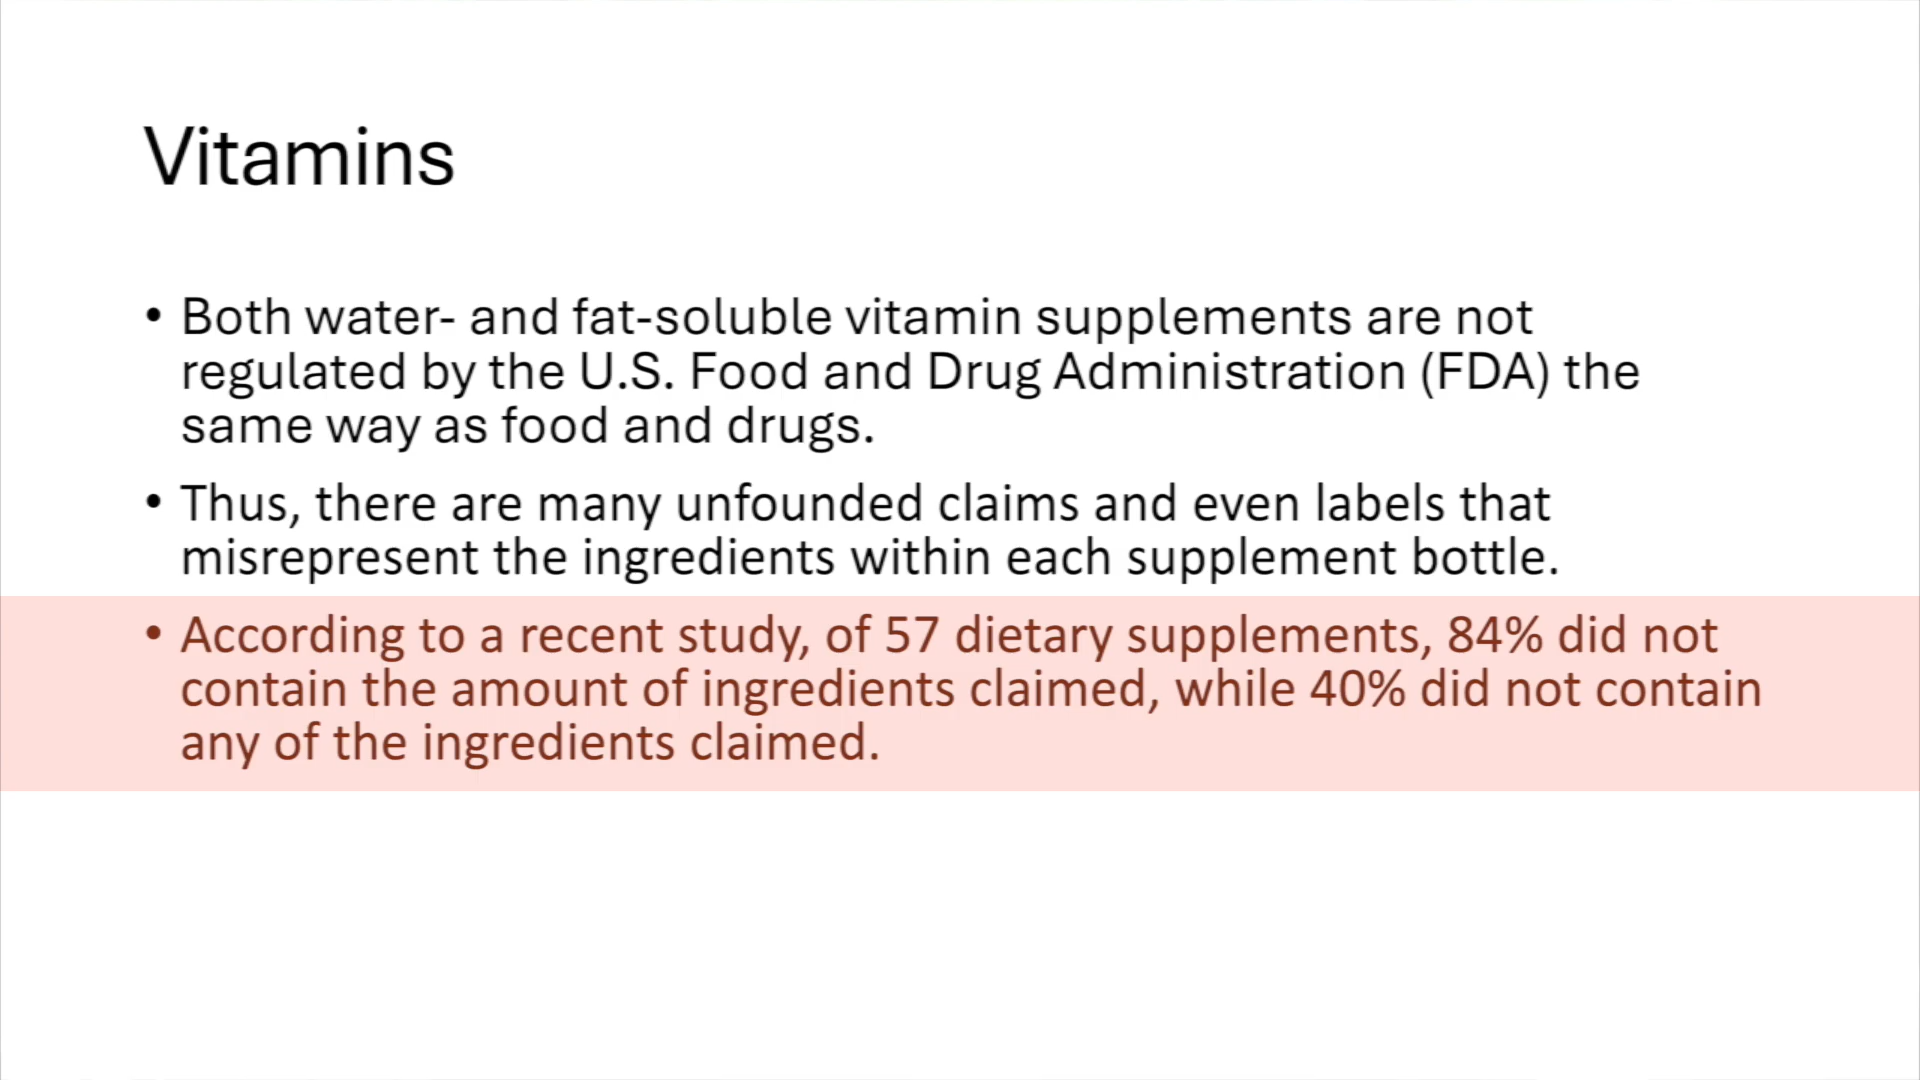 Vitamins
• Both water- and fat-soluble vitamin supplements are not
regulated by the U.S. Food and Drug Administration (FDA) the
same way as food and drugs.
• Thus, there are many unfounded claims and even labels that
misrepresent the ingredients within each supplement bottle.
• According to a recent study, of 57 dietary supplements, 84% did not
contain the amount of ingredients claimed, while 40% did not contain
any of the ingredients claimed.